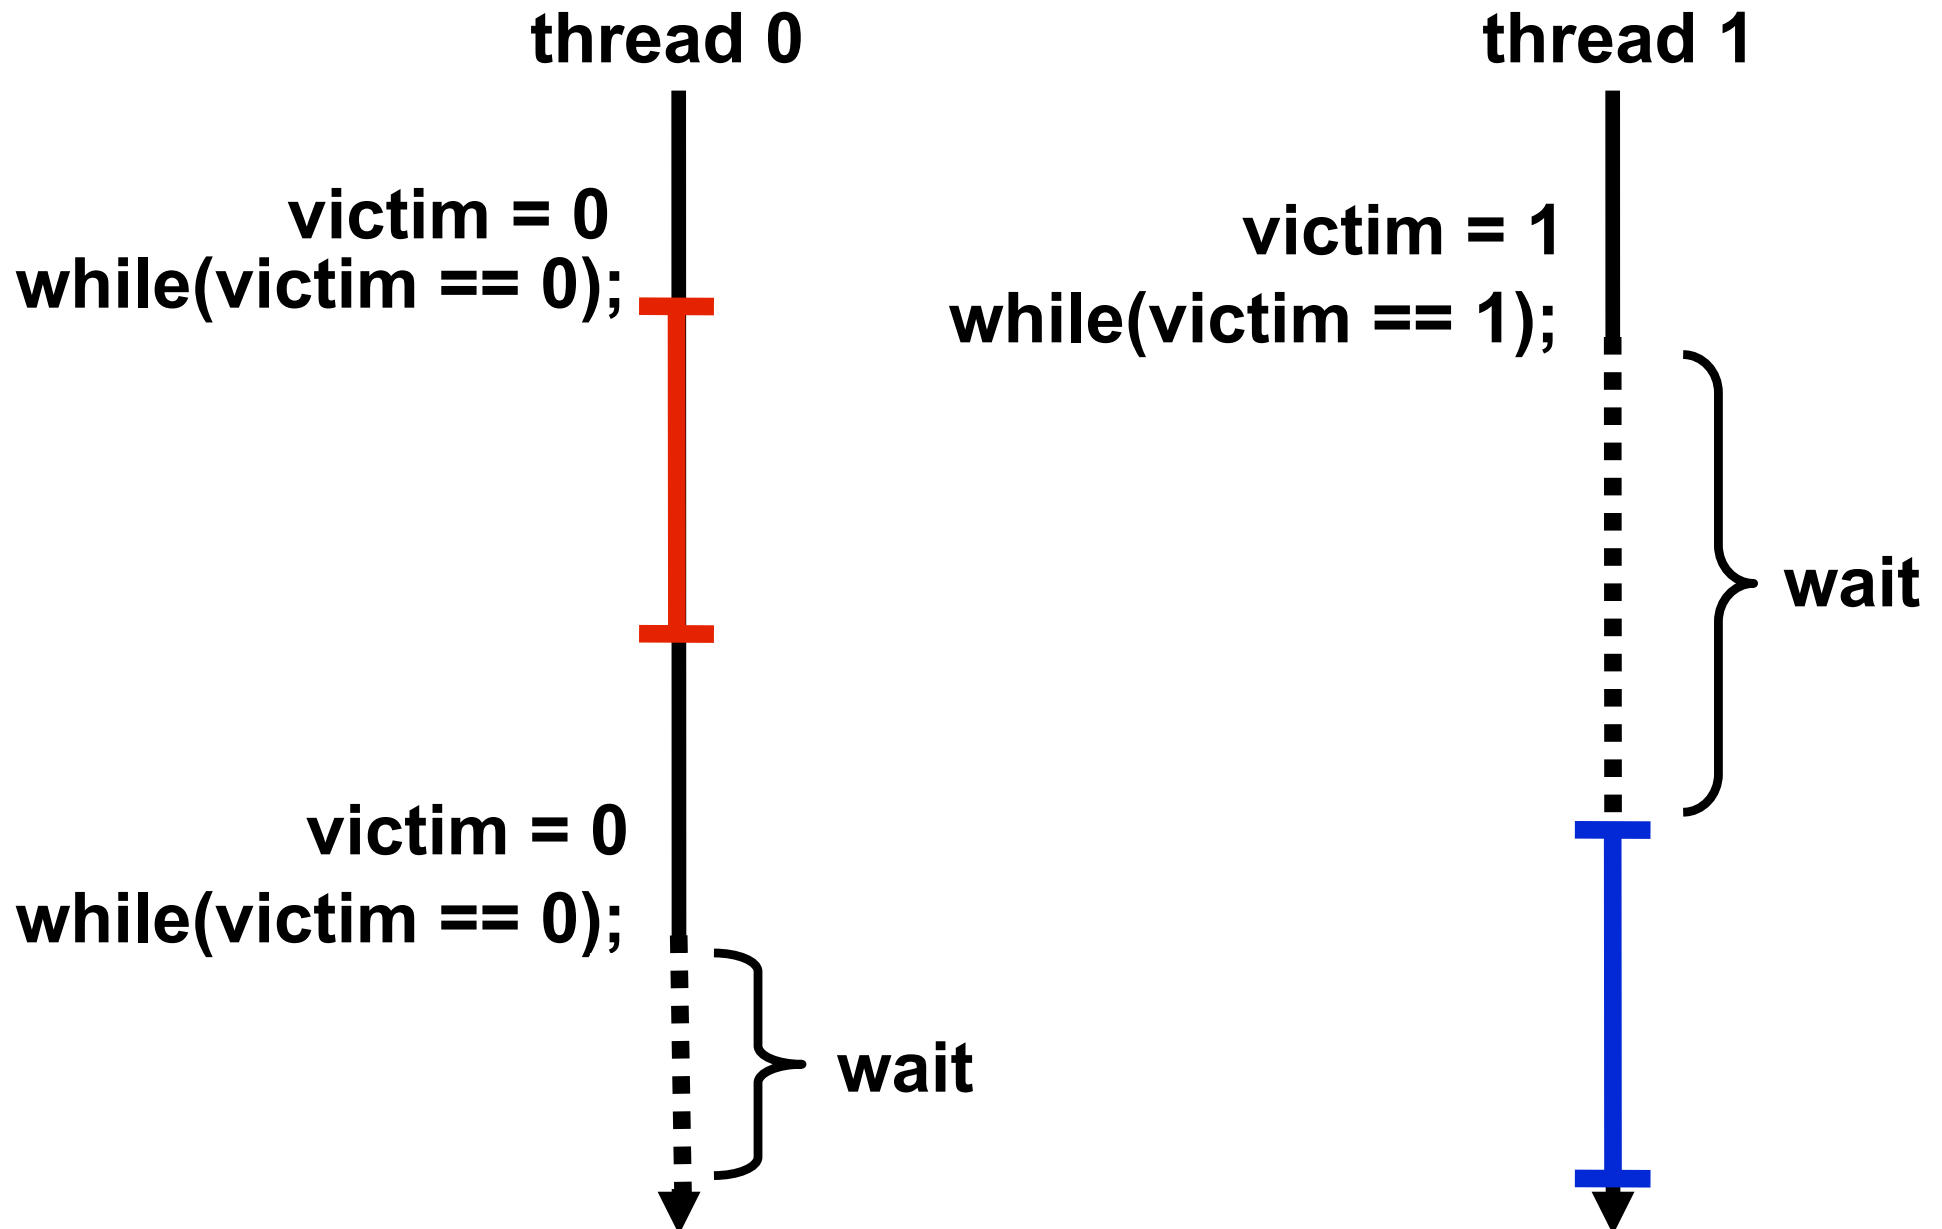 thread 0
victim = 0
while(victim == 0);
victim = 0
while(victim == 0);
wait
thread 1
victim = 1
while(victim == 1);
wait